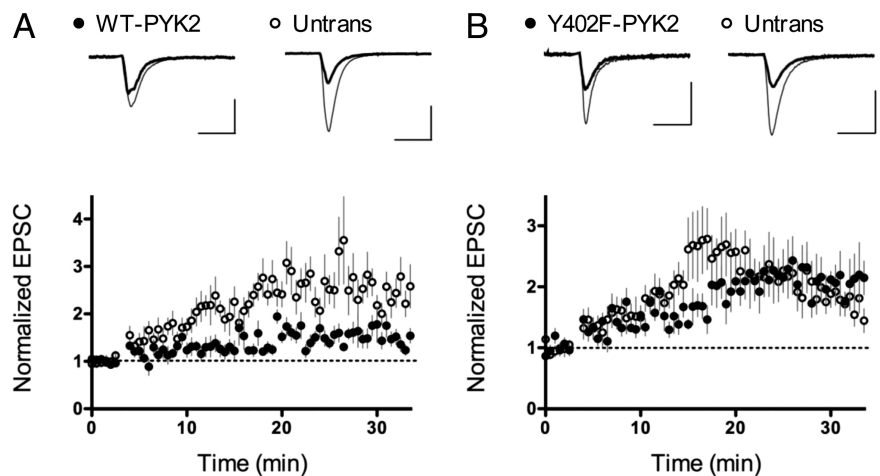 A ● WT-PYK2 ○ Untrans
B ● Y402F-PYK2 ○ Untrans
Normalized EPSC
4
3
2
1
0
0 10 20 30
Time (min)
Normalized EPSC
3
2
1
0
0 10 20 30
Time (min)